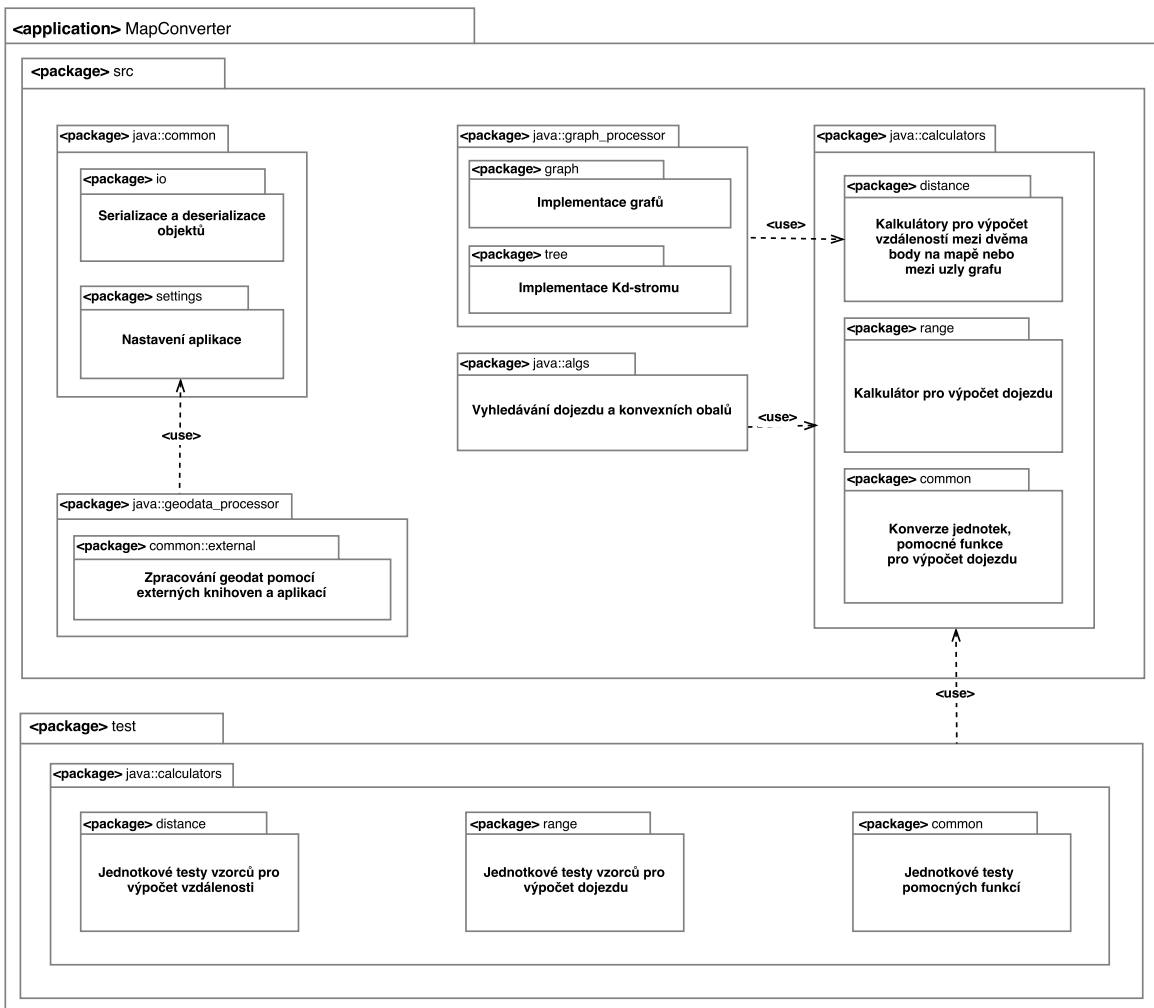 <application> MapConverter
<package> src
<package> java::common
<package> io
Serializace a deserializace
objektů
<package> settings
Nastavení aplikace
<use>
<package> java::geodata_processor
<package> common::external
Zpracování geodat pomocí
externých knihoven a aplikací
<package> java::graph_processor
<package> graph
Implementace grafů
<package> tree
Implementace Kd-stromu
<use>
<package> java::algs
Vyhledávání dojezdu a konvexních obalů
<use>
<package> java::calculators
<package> distance
Kalkulátory pro výpočet
vzdáleností mezi dvěma
body na mapě nebo
mezi uzly grafu
<package> range
Kalkulátor pro výpočet dojezdu
<package> common
Konverze jednotek,
pomocné funkce
pro výpočet dojezdu
<use>
<package> test
<package> java::calculators
<package> distance
Jednotkové testy vzorců pro
výpočet vzdálenosti
<package> range
Jednotkové testy vzorců pro
výpočet dojezdu
<package> common
Jednotkové testy
pomocných funkcí